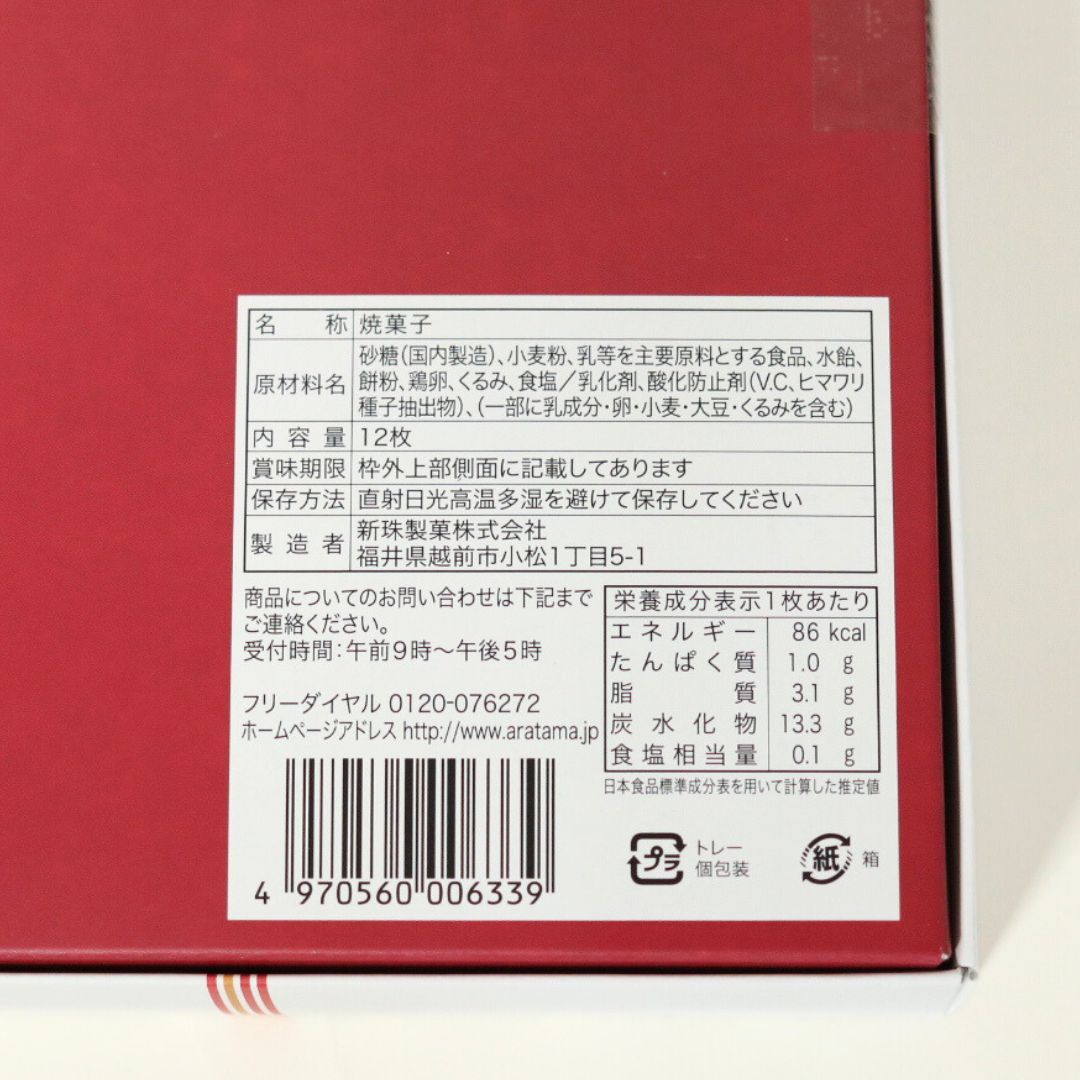 名称 焼菓子
原材料名 砂糖(国内製造)、小麦粉、乳等を主要原料とする食品、水飴、
餅粉、鶏卵、くるみ、食塩/乳化剤、酸化防止剤(V.C、ヒマワリ
種子抽出物)、(一部に乳成分・卵・小麦・大豆・くるみを含む)
内容量 12枚
賞味期限 枠外上部側面に記載してあります
保存方法 直射日光高温多湿を避けて保存してください
製造者 新珠製菓株式会社
福井県越前市小松1丁目5-1
商品についてのお問い合わせは下記まで
ご連絡ください。
受付時間:午前9時~午後5時
フリーダイヤル 0120-076272
ホームページアドレス http://www.aratama.jp
栄養成分表示1枚あたり
エネルギー 86 kcal
たんぱく質 1.0 g
脂質 3.1 g
炭水化物 13.3 g
食塩相当量 0.1 g
日本食品標準成分表を用いて計算した推定値
4 970560 006339
プラ トレー
個包装
紙 箱